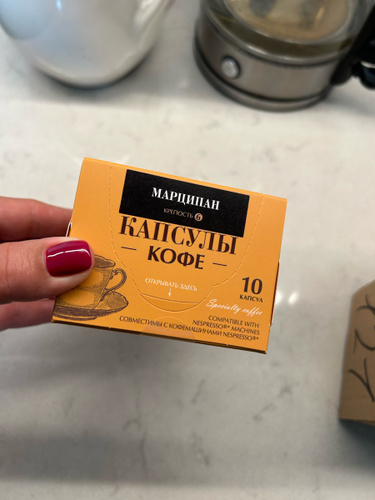 МАРЦИПАН
КРЕПОСТЬ 6
КАПСУЛЫ
КОФЕ
ОТКРЫВАТЬ ЗДЕСЬ
10
КАПСУЛ
Specialty coffee
COMPATIBLE WITH
NESPRESSO®* MACHINES
СОВМЕСТИМЫ С КОФЕМАШИНАМИ NESPRESSO®*